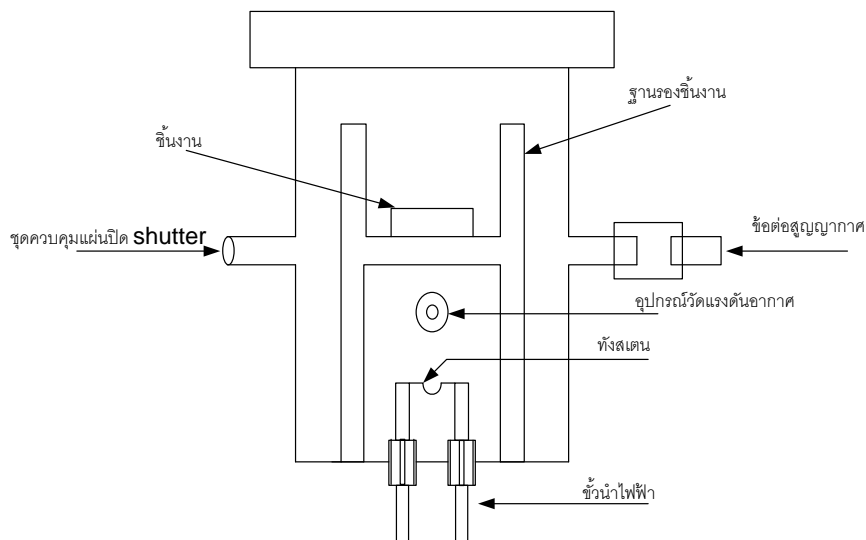 ฐานรองชิ้นงาน
ชิ้นงาน
ชุดควบคุมแผ่นปิด shutter
ข้อต่อสูญญากาศ
อุปกรณ์วัดแรงดันอากาศ
ทังสเตน
ขั้วนำไฟฟ้า